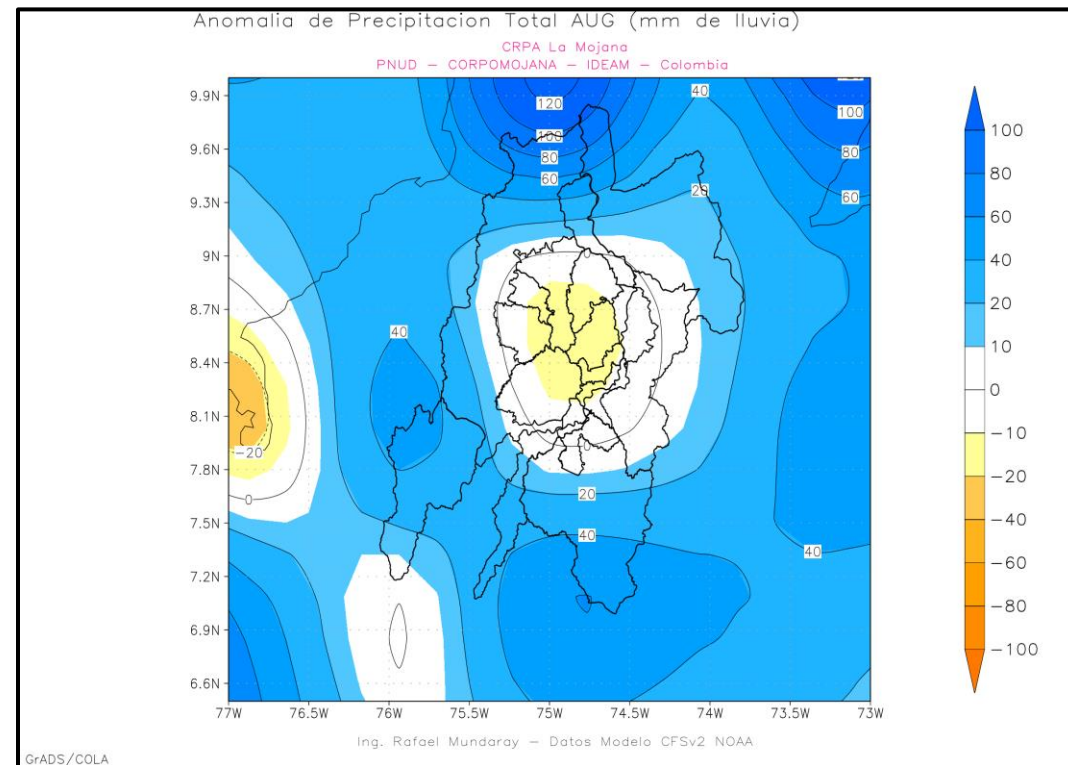 Anomalia de Precipitacion Total AUG (mm de lluvia)
CRPA La Mojana
PNUD – CORPOMOJANA – IDEAM – Colombia
9.9N
9.6N
9.3N
9N
8.7N
8.4N
8.1N
7.8N
7.5N
7.2N
6.9N
6.6N
77W 76.5W 76W 75.5W 75W 74.5W 74W 73.5W 73W
120
100
80
60
40
20
100
80
60
0
40
−20
0
0
20
40
40
100
80
60
40
20
10
0
−10
−20
−40
−60
−80
−100
Ing. Rafael Mundaray – Datos Modelo CFSv2 NOAA
GrADS/COLA